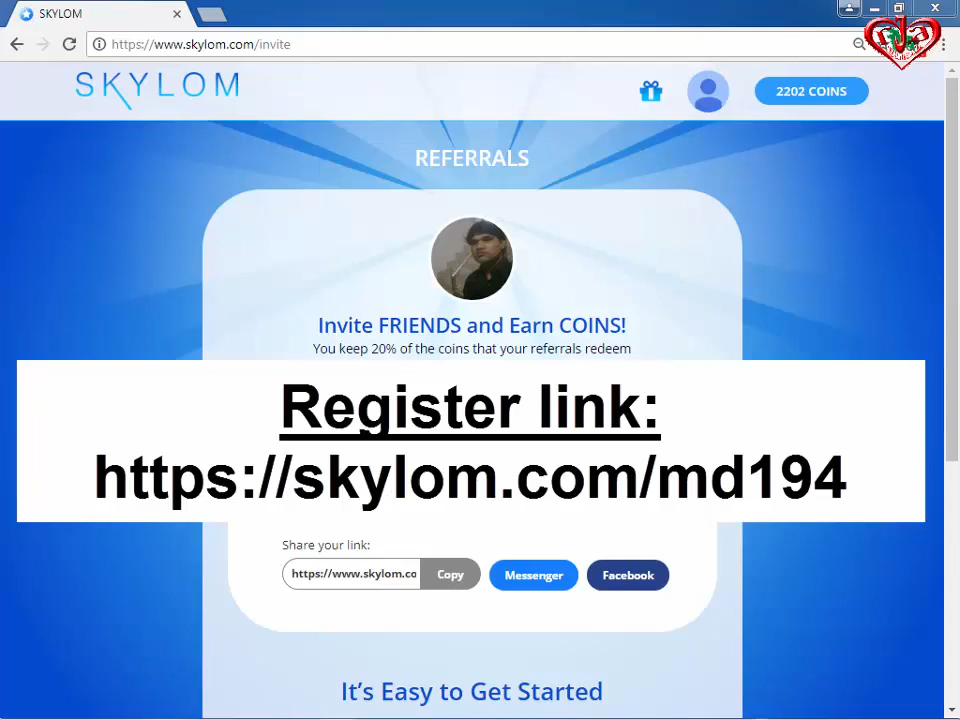 SKYLOM
https://www.skylom.com/invite
SKYLOM
2202 COINS
REFERRALS
Invite FRIENDS and Earn COINS!
You keep 20% of the coins that your referrals redeem
Register link:
https://skylom.com/md194
Share your link:
https://www.skylom.co
Copy
Messenger
Facebook
It's Easy to Get Started